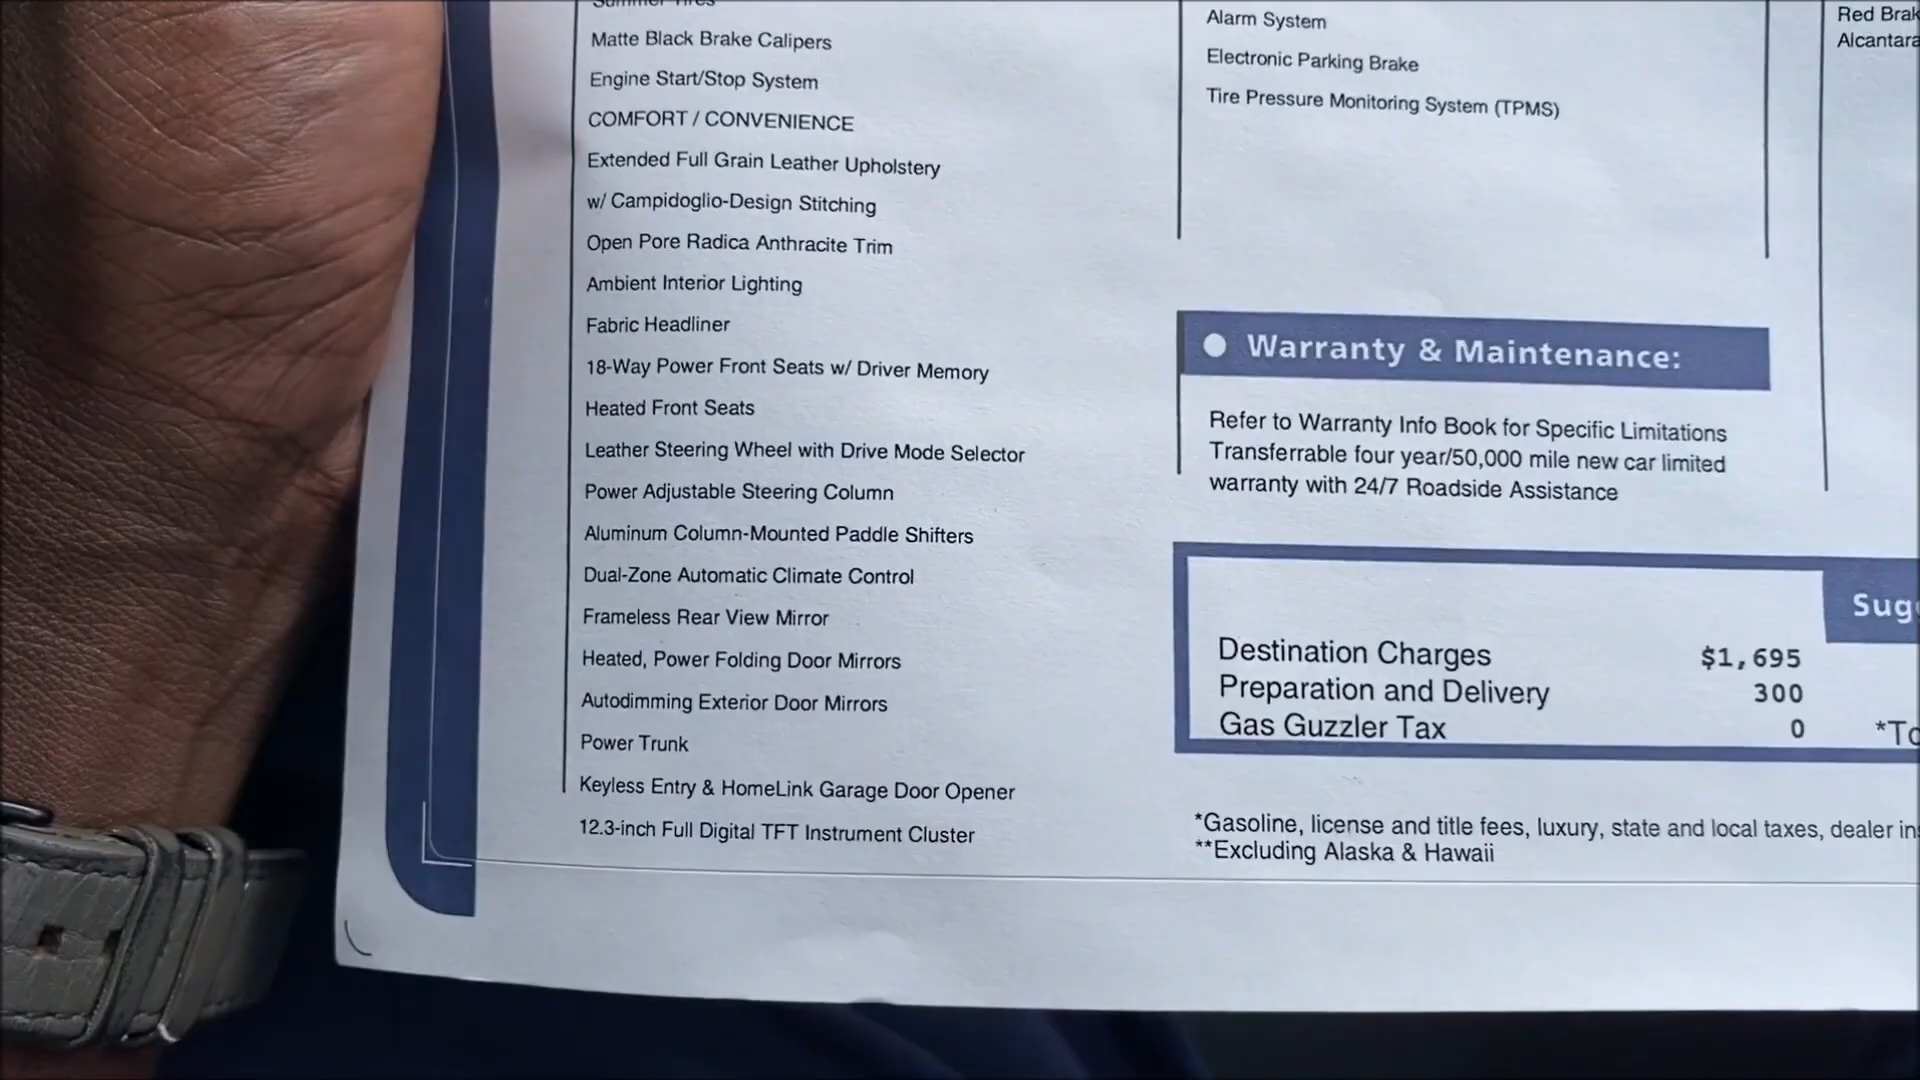 Summer Tires
Matte Black Brake Calipers
Engine Start/Stop System
COMFORT / CONVENIENCE
Extended Full Grain Leather Upholstery
w/ Campidoglio-Design Stitching
Open Pore Radica Anthracite Trim
Ambient Interior Lighting
Fabric Headliner
18-Way Power Front Seats w/ Driver Memory
Heated Front Seats
Leather Steering Wheel with Drive Mode Selector
Power Adjustable Steering Column
Aluminum Column-Mounted Paddle Shifters
Dual-Zone Automatic Climate Control
Frameless Rear View Mirror
Heated, Power Folding Door Mirrors
Autodimming Exterior Door Mirrors
Power Trunk
Keyless Entry & HomeLink Garage Door Opener
12.3-inch Full Digital TFT Instrument Cluster
Alarm System
Electronic Parking Brake
Tire Pressure Monitoring System (TPMS)
Warranty & Maintenance:
Refer to Warranty Info Book for Specific Limitations
Transferrable four year/50,000 mile new car limited
warranty with 24/7 Roadside Assistance
Red
Alcantara
Destination Charges $1,695
Preparation and Delivery 300
Gas Guzzler Tax 0
*Gasoline, license and title fees, luxury, state and local taxes, dealer
**Excluding Alaska & Hawaii